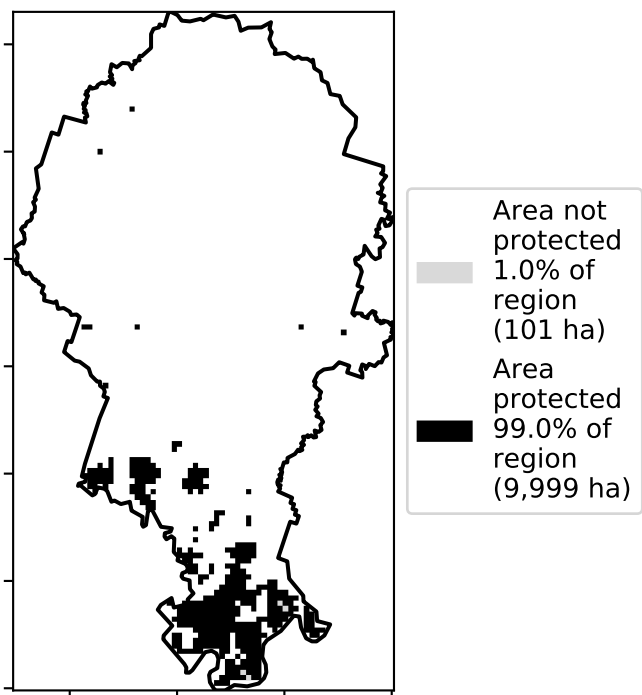 Area not
protected
1.0% of
region
(101 ha)
Area
protected
99.0% of
region
(9,999 ha)